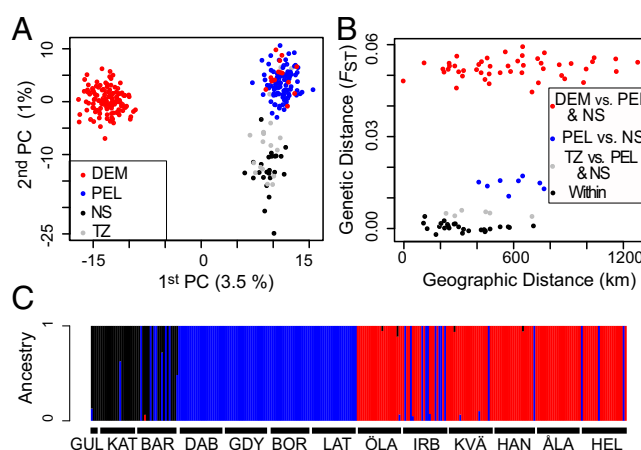 A
B
10
0
-10
-25
2nd PC (1%)
DEM
PEL
NS
TZ
-15
0
5
15
1st PC (3.5 %)
0.06
0.03
0.00
Genetic Distance (FST)
DEM vs. PEL
& NS
PEL vs. NS
TZ vs. PEL
& NS
Within
0
600
1200
Geographic Distance (km)
C
1
0
Ancestry
GUL KAT BAR DAB GDY BOR LAT ÖLA IRB KVÄ HAN ÅLA HEL